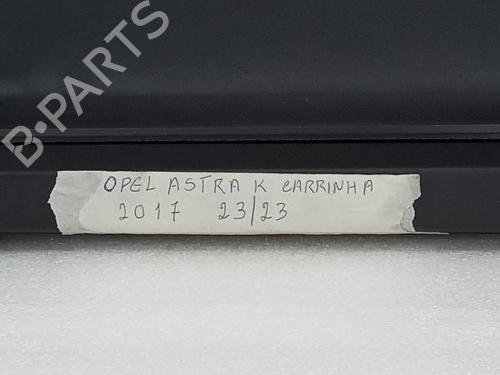 B-PARTS
OPEL ASTRA K CARRINHA
2017 23/23